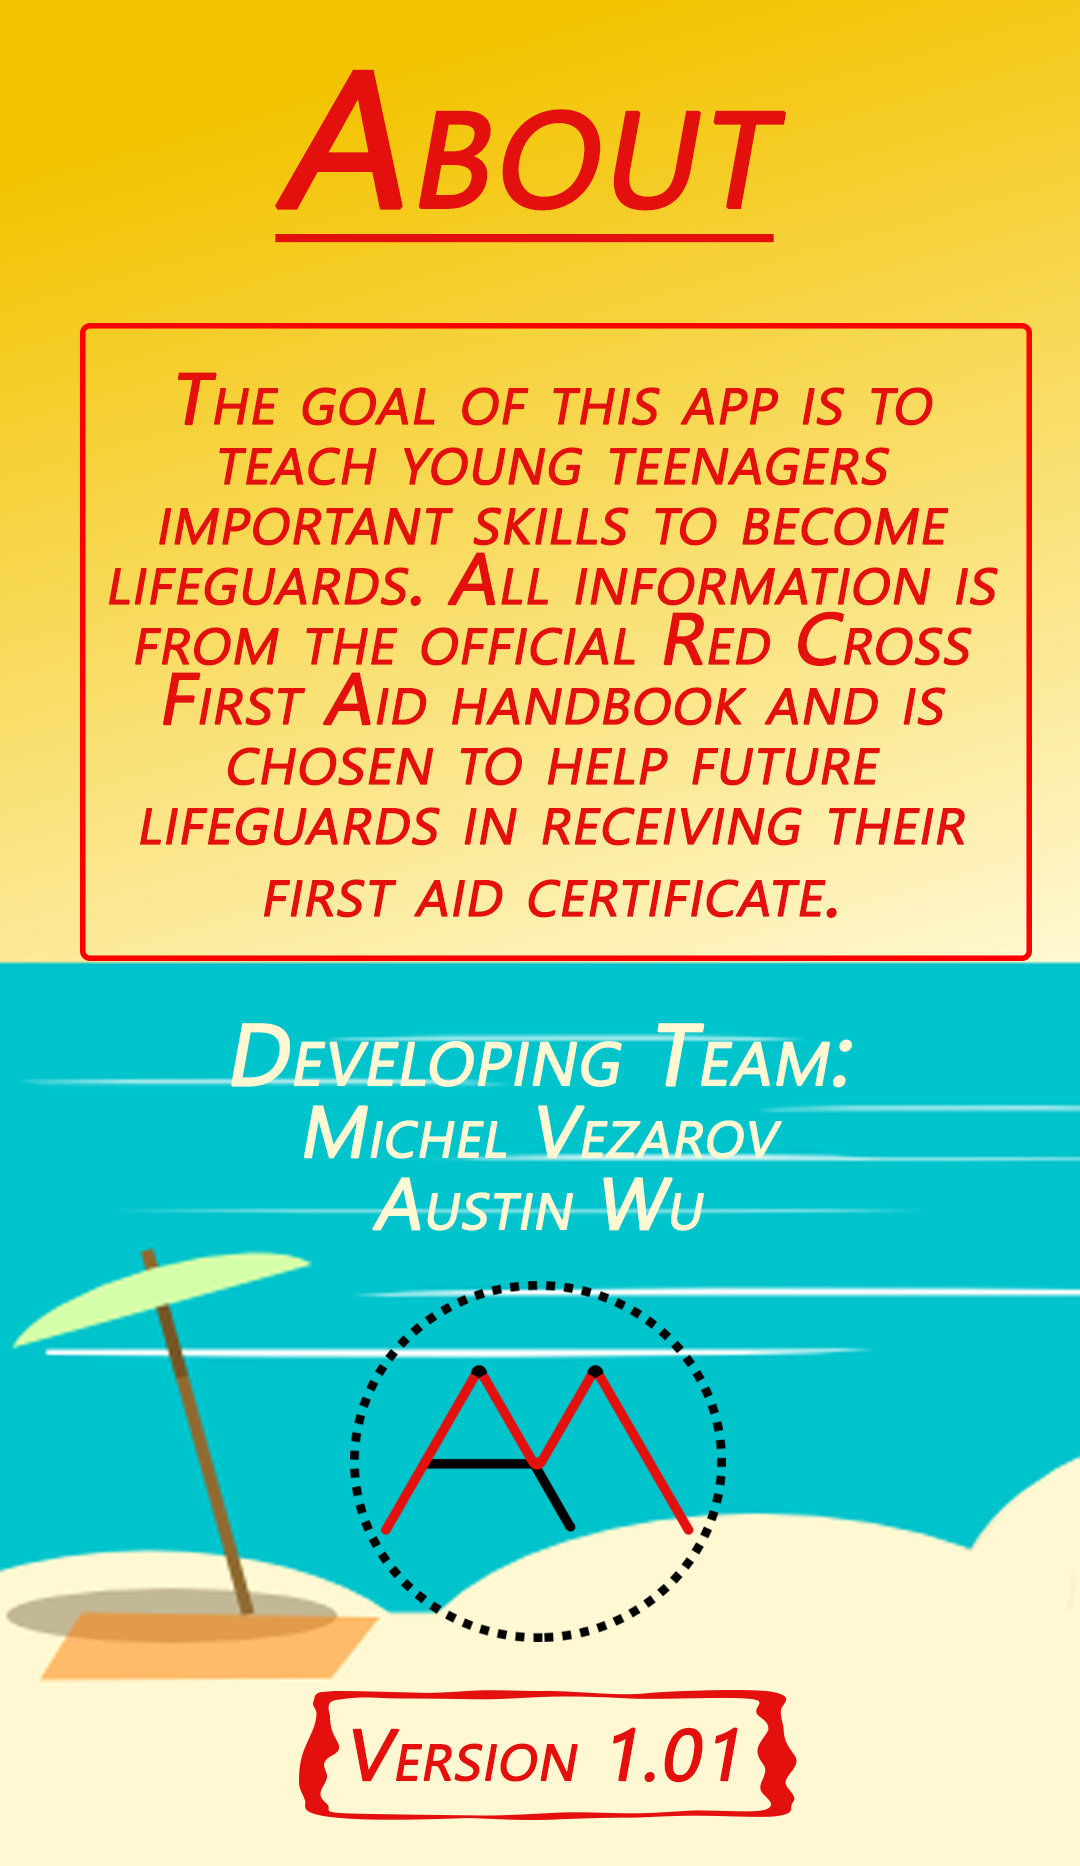 About
The goal of this app is to
teach young teenagers
important skills to become
lifeguards. All information is
from the official Red Cross
First Aid handbook and is
chosen to help future
lifeguards in receiving their
first aid certificate.
Developing Team:
Michel Vezarov
Austin Wu
AM
Version 1.01